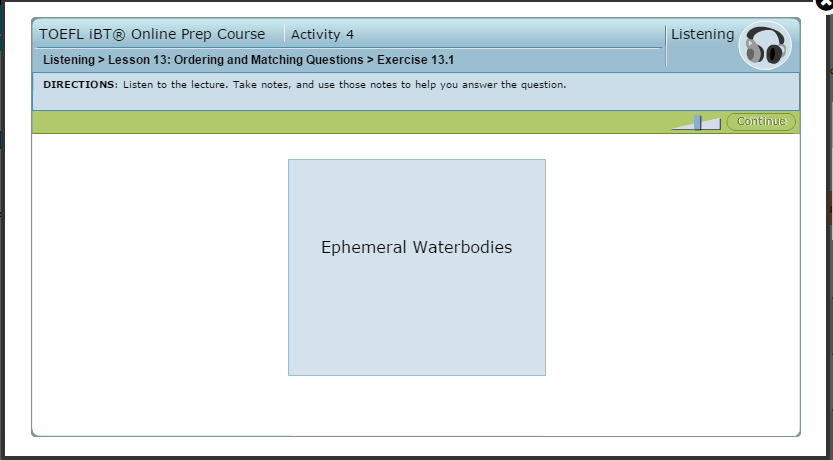 TOEFL iBT® Online Prep Course Activity 4 Listening
Listening > Lesson 13: Ordering and Matching Questions > Exercise 13.1
DIRECTIONS: Listen to the lecture. Take notes, and use those notes to help you answer the question.
Continue
Ephemeral Waterbodies